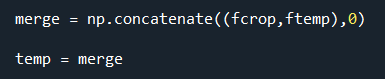 merge = np.concatenate((fcrop,ftemp),0)
temp = merge